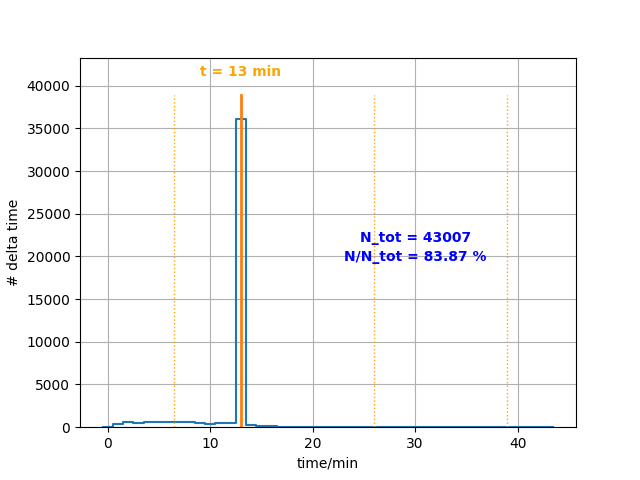 t = 13 min
40000
35000
30000
25000
20000
15000
10000
5000
0
# delta time
N_tot = 43007
N/N_tot = 83.87 %
0
10
20
30
40
time/min